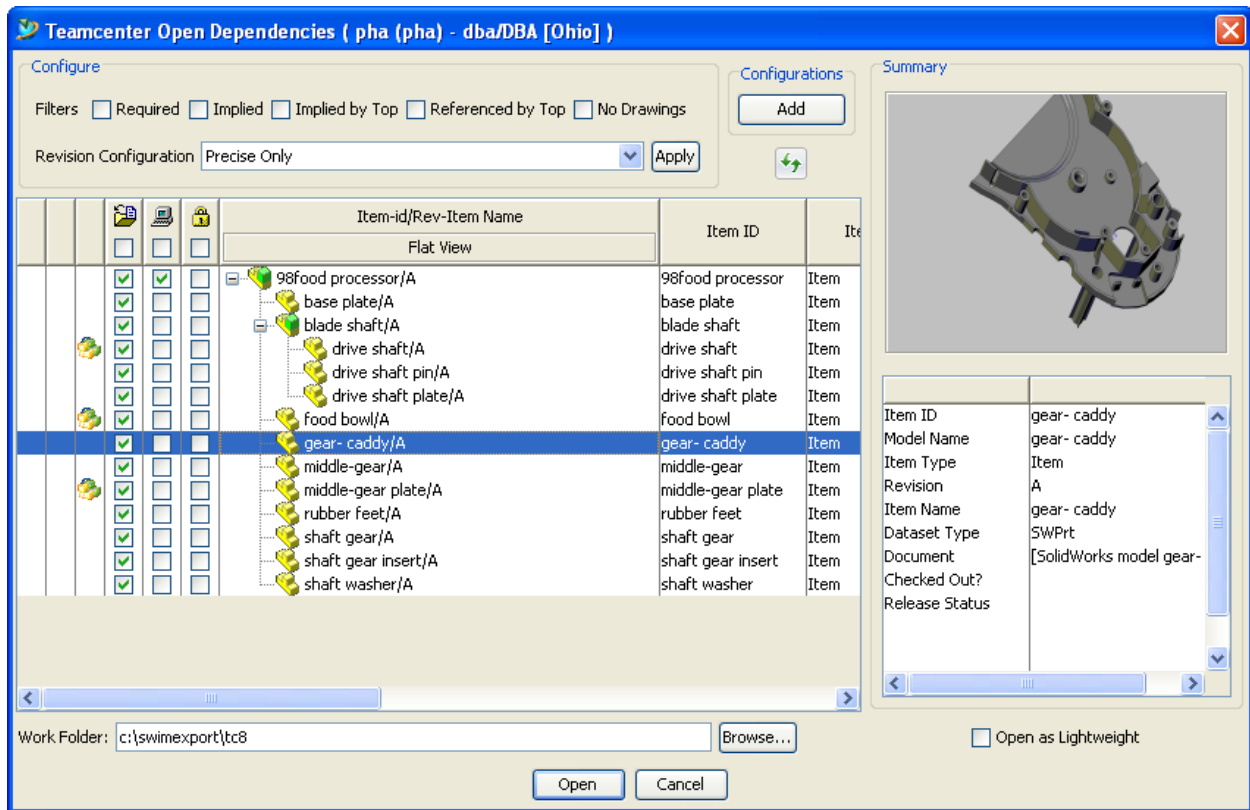 Teamcenter Open Dependencies ( pha (pha) - dba/DBA [Ohio] )
Configure
Filters Required Implied Implied by Top Referenced by Top No Drawings
Revision Configuration Precise Only Apply
Configurations
Add
Summary
Item-id/Rev-Item Name Item ID Ite
Flat View
98food processor/A 98food processor Item
base plate/A base plate Item
blade shaft/A blade shaft Item
drive shaft/A drive shaft Item
drive shaft pin/A drive shaft pin Item
drive shaft plate/A drive shaft plate Item
food bowl/A food bowl Item
gear- caddy/A gear- caddy Item
middle-gear/A middle-gear Item
middle-gear plate/A middle-gear plate Item
rubber feet/A rubber feet Item
shaft gear/A shaft gear Item
shaft gear insert/A shaft gear insert Item
shaft washer/A shaft washer Item
Item ID gear- caddy
Model Name gear- caddy
Item Type Item
Revision A
Item Name gear- caddy
Dataset Type SWPrt
Document [SolidWorks model gear-
Checked Out?
Release Status
Work Folder: c:\swimexport\tc8 Browse...
Open as Lightweight
Open Cancel